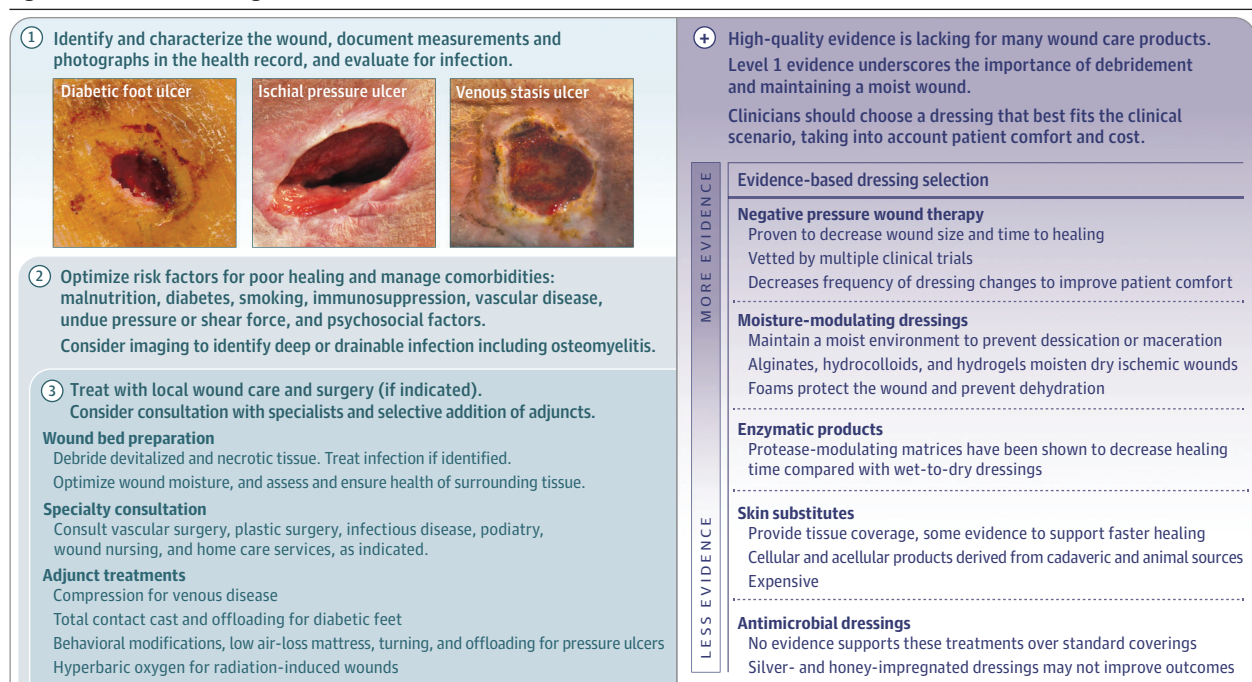 1 Identify and characterize the wound, document measurements and
photographs in the health record, and evaluate for infection.
Diabetic foot ulcer
Ischial pressure ulcer
Venous stasis ulcer
2 Optimize risk factors for poor healing and manage comorbidities:
malnutrition, diabetes, smoking, immunosuppression, vascular disease,
undue pressure or shear force, and psychosocial factors.
Consider imaging to identify deep or drainable infection including osteomyelitis.
3 Treat with local wound care and surgery (if indicated).
Consider consultation with specialists and selective addition of adjuncts.
Wound bed preparation
Debride devitalized and necrotic tissue. Treat infection if identified.
Optimize wound moisture, and assess and ensure health of surrounding tissue.
Specialty consultation
Consult vascular surgery, plastic surgery, infectious disease, podiatry,
wound nursing, and home care services, as indicated.
Adjunct treatments
Compression for venous disease
Total contact cast and offloading for diabetic feet
Behavioral modifications, low air-loss mattress, turning, and offloading for pressure ulcers
Hyperbaric oxygen for radiation-induced wounds
+ High-quality evidence is lacking for many wound care products.
Level 1 evidence underscores the importance of debridement
and maintaining a moist wound.
Clinicians should choose a dressing that best fits the clinical
scenario, taking into account patient comfort and cost.
MORE EVIDENCE
LESS EVIDENCE
Evidence-based dressing selection
Negative pressure wound therapy
Proven to decrease wound size and time to healing
Vetted by multiple clinical trials
Decreases frequency of dressing changes to improve patient comfort
Moisture-modulating dressings
Maintain a moist environment to prevent dessication or maceration
Alginates, hydrocolloids, and hydrogels moisten dry ischemic wounds
Foams protect the wound and prevent dehydration
Enzymatic products
Protease-modulating matrices have been shown to decrease healing
time compared with wet-to-dry dressings
Skin substitutes
Provide tissue coverage, some evidence to support faster healing
Cellular and acellular products derived from cadaveric and animal sources
Expensive
Antimicrobial dressings
No evidence supports these treatments over standard coverings
Silver- and honey-impregnated dressings may not improve outcomes